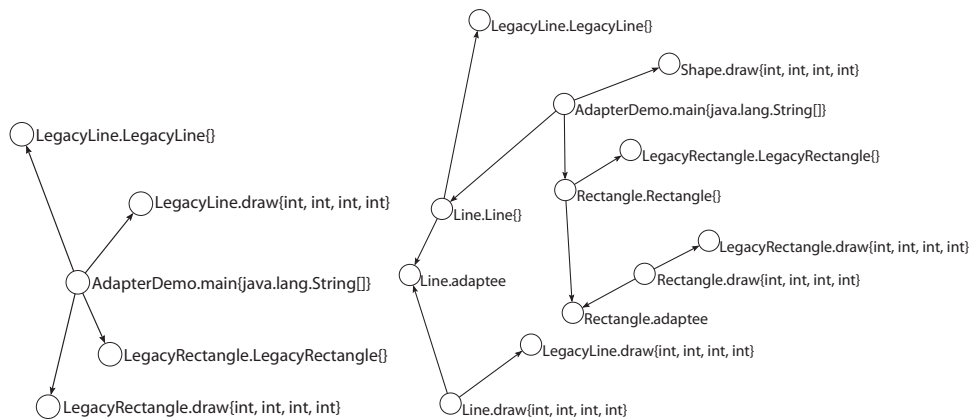 LegacyLine.LegacyLine{}
LegacyLine.draw{int, int, int, int}
AdapterDemo.main{java.lang.String[]}
LegacyRectangle.LegacyRectangle{}
LegacyRectangle.draw{int, int, int, int}
LegacyLine.LegacyLine{}
Shape.draw{int, int, int, int}
AdapterDemo.main{java.lang.String[]}
LegacyRectangle.LegacyRectangle{}
Rectangle.Rectangle{}
Line.Line{}
LegacyRectangle.draw{int, int, int, int}
Line.adaptee
Rectangle.draw{int, int, int, int}
Rectangle.adaptee
LegacyLine.draw{int, int, int, int}
Line.draw{int, int, int, int}